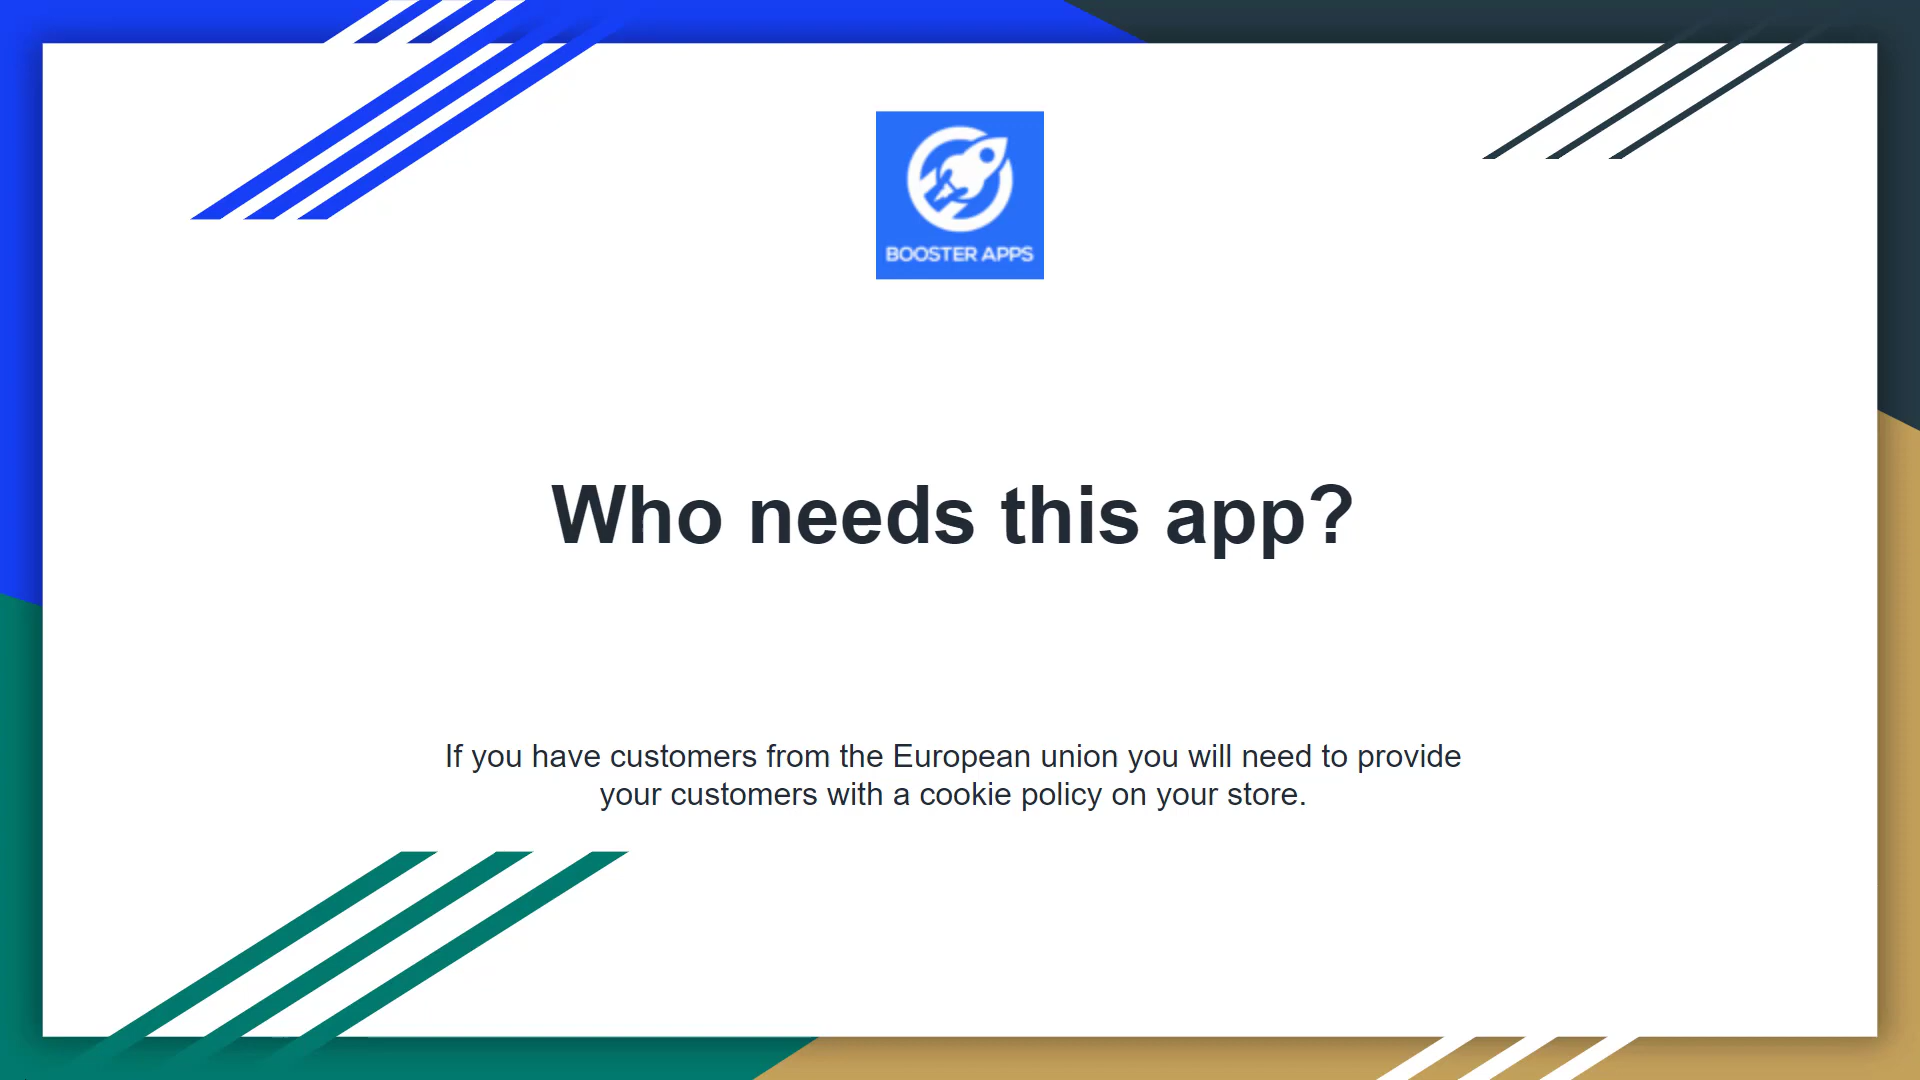 BOOSTER APPS
Who needs this app?
If you have customers from the European union you will need to provide
your customers with a cookie policy on your store.